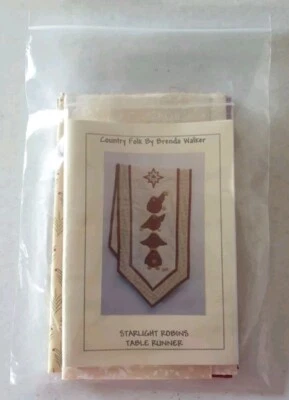 Country Folk By Brenda Walker
STARLIGHT ROBINS
TABLE RUNNER